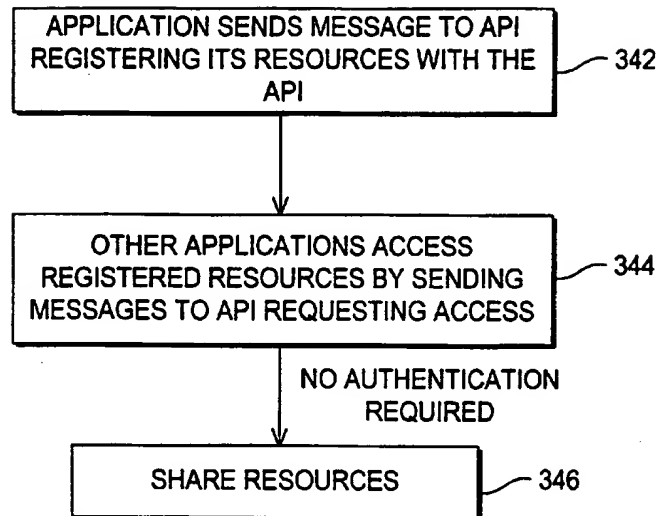 APPLICATION SENDS MESSAGE TO API
REGISTERING ITS RESOURCES WITH THE
API
342
OTHER APPLICATIONS ACCESS
REGISTERED RESOURCES BY SENDING
MESSAGES TO API REQUESTING ACCESS
344
NO AUTHENTICATION
REQUIRED
SHARE RESOURCES
346